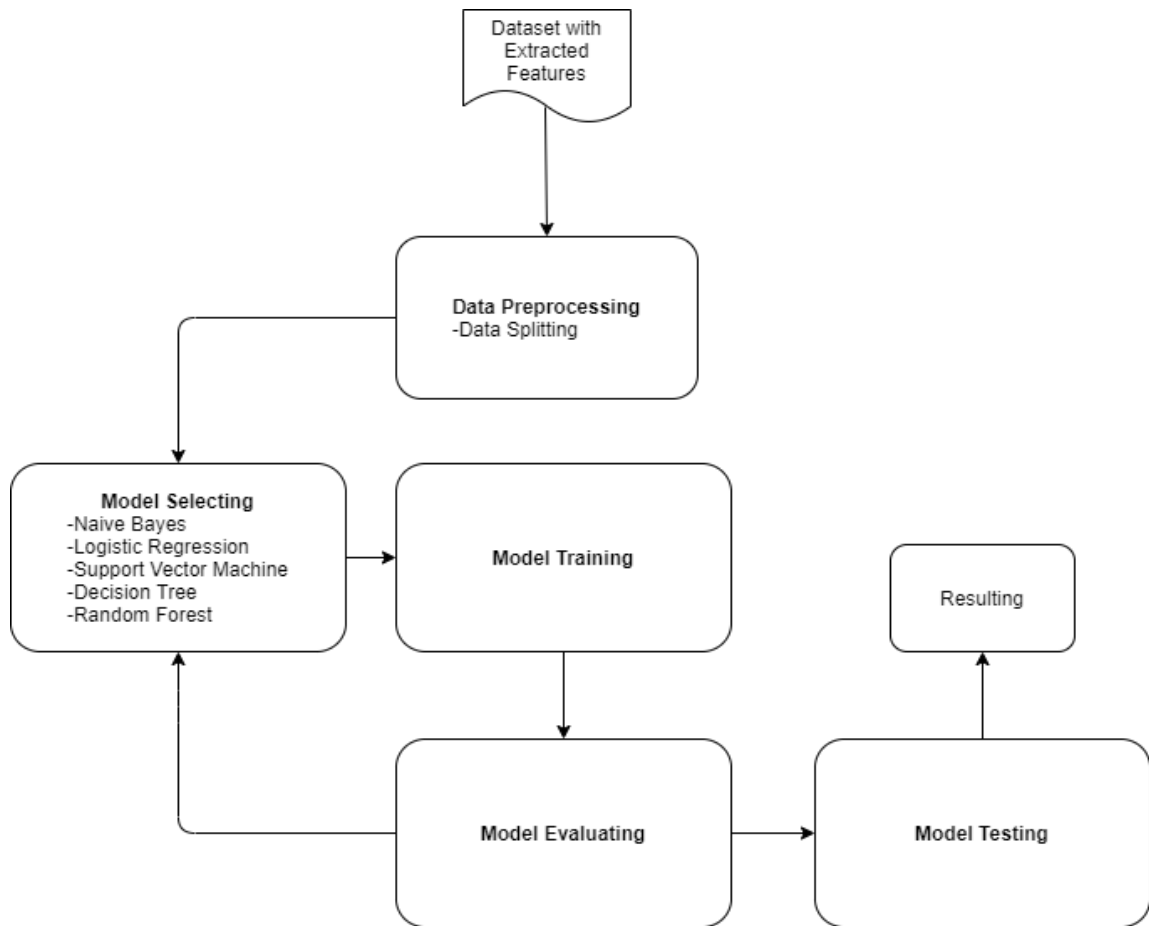 Dataset with
Extracted
Features
Data Preprocessing
-Data Splitting
Model Selecting
-Naive Bayes
-Logistic Regression
-Support Vector Machine
-Decision Tree
-Random Forest
Model Training
Resulting
Model Evaluating
Model Testing